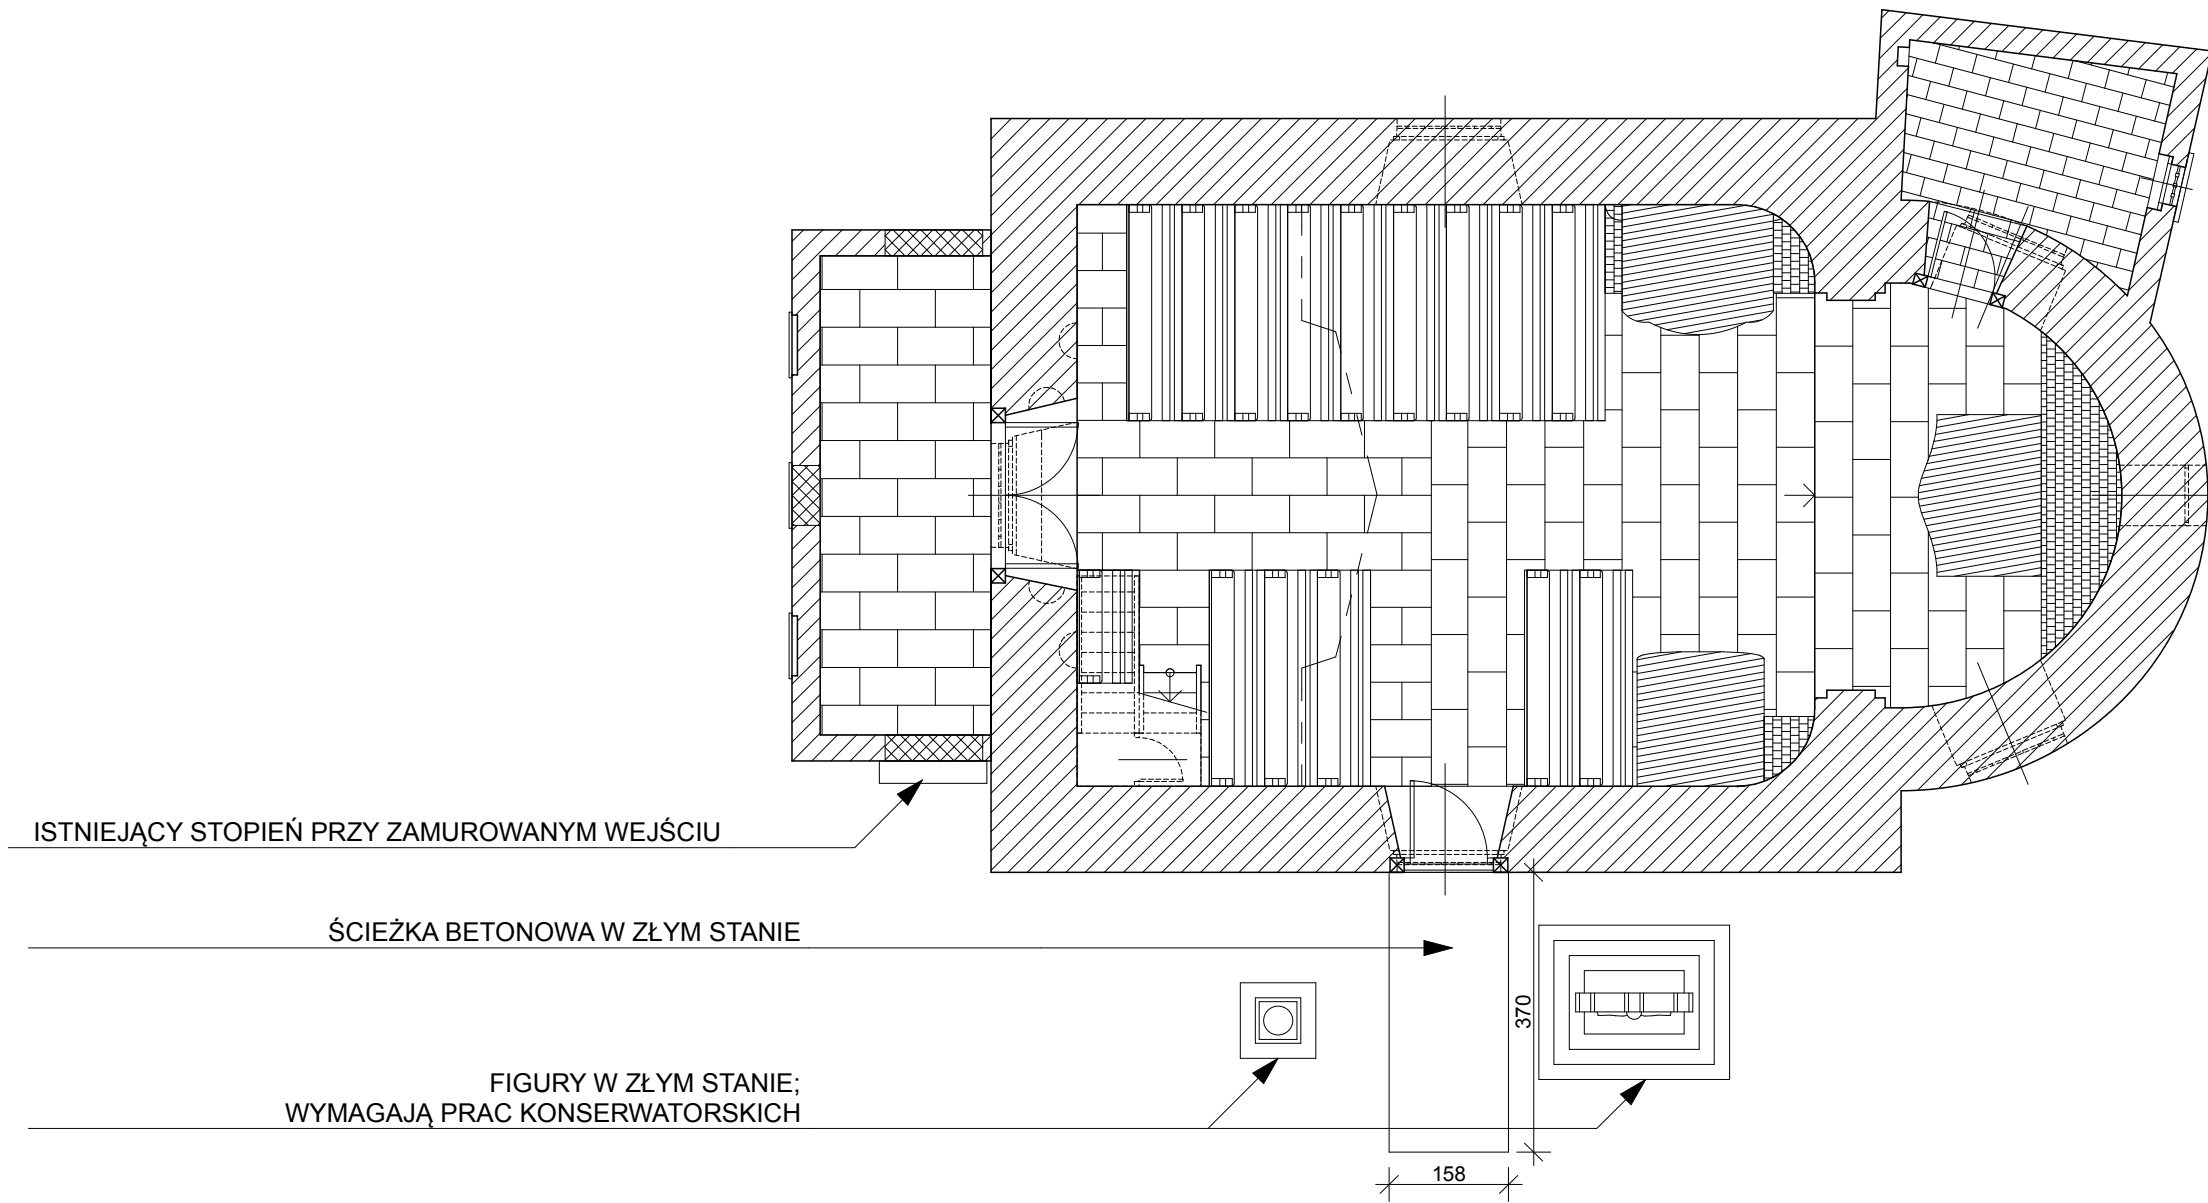 ISTNIEJĄCY STOPIEŃ PRZY ZAMUROWANYM WEJŚCIU
ŚCIEŻKA BETONOWA W ZŁYM STANIE
370
FIGURY W ZŁYM STANIE;
WYMAGAJĄ PRAC KONSERWATORSKICH
158